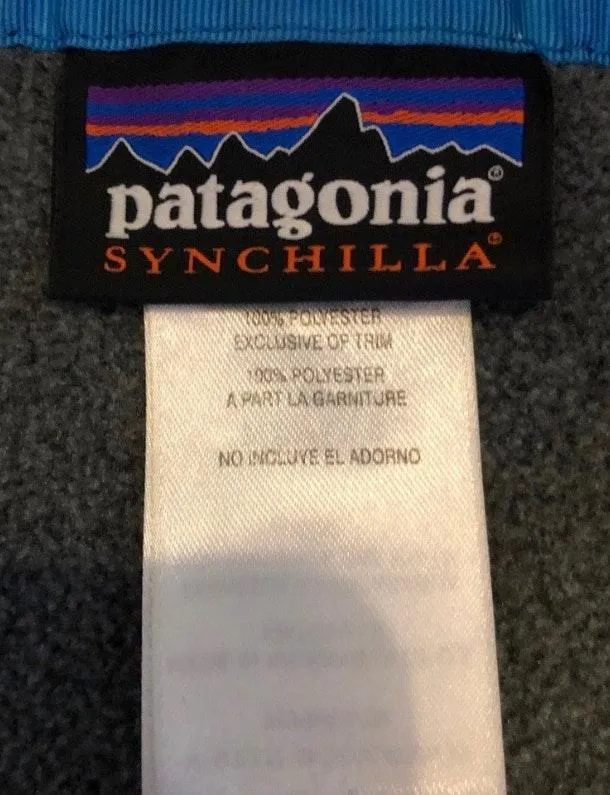 patagonia®
SYNCHILLA®
100% POLYESTER
EXCLUSIVE OF TRIM
100% POLYESTER
A PART LA GARNITURE
NO INCLUYE EL ADORNO